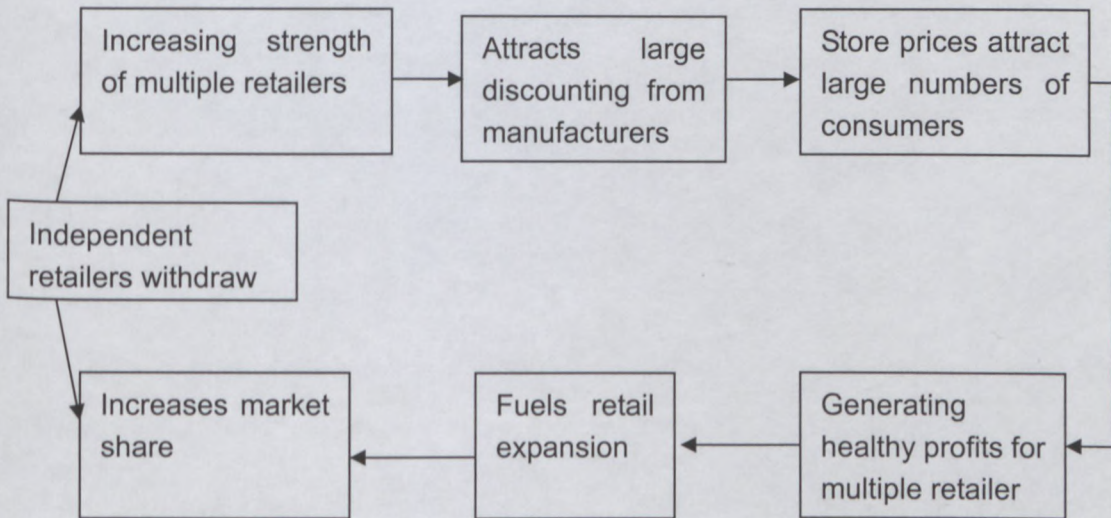 Increasing strength
of multiple retailers
Attracts large
discounting from
manufacturers
Store prices attract
large numbers of
consumers
Independent
retailers withdraw
Increases market
share
Fuels retail
expansion
Generating
healthy profits for
multiple retailer